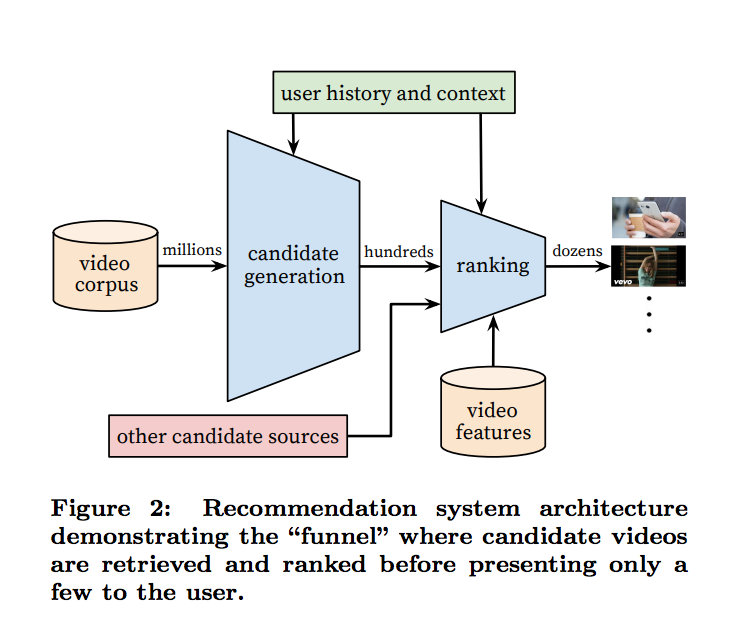 user history and context
millions
candidate
generation
hundreds
ranking
dozens
video
corpus
vevo
other candidate sources
video
features
Figure 2: Recommendation system architecture
demonstrating the “funnel” where candidate videos
are retrieved and ranked before presenting only a
few to the user.